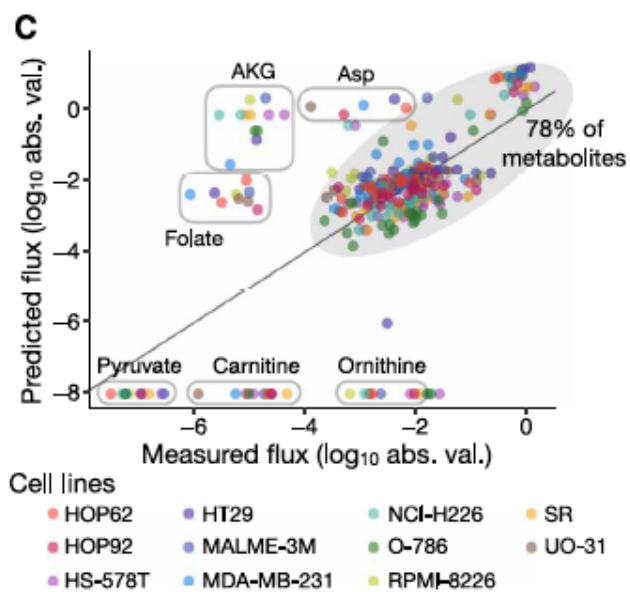 C
AKG
Asp
78% of
metabolites
Folate
Pyruvate
Carnitine
Ornithine
0
−2
−4
−6
−8
Predicted flux (log10 abs. val.)
−6
−4
−2
0
Measured flux (log10 abs. val.)
Cell lines
HOP62
HT29
NCI-H226
SR
HOP92
MALME-3M
O-786
UO-31
HS-578T
MDA-MB-231
RPMI-8226